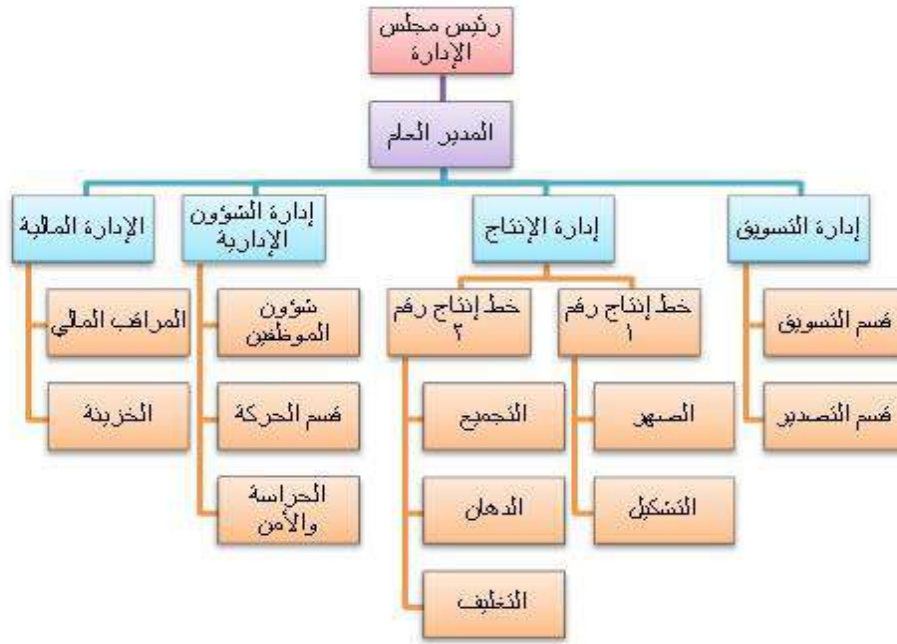 رئيس مجلس
الإدارة
المدير العام
إدارة التسويق
إدارة الإنتاج
إدارة الشؤون
الإدارية
الإدارة المالية
قسم التسويق
قسم التصدير
خط إنتاج رقم
١
الصهر
التشكيل
خط إنتاج رقم
٢
التجميع
الدهان
التغليف
شؤون
الموظفين
قسم الحركة
الحراسة
والأمن
المراقب المالي
الخزينة